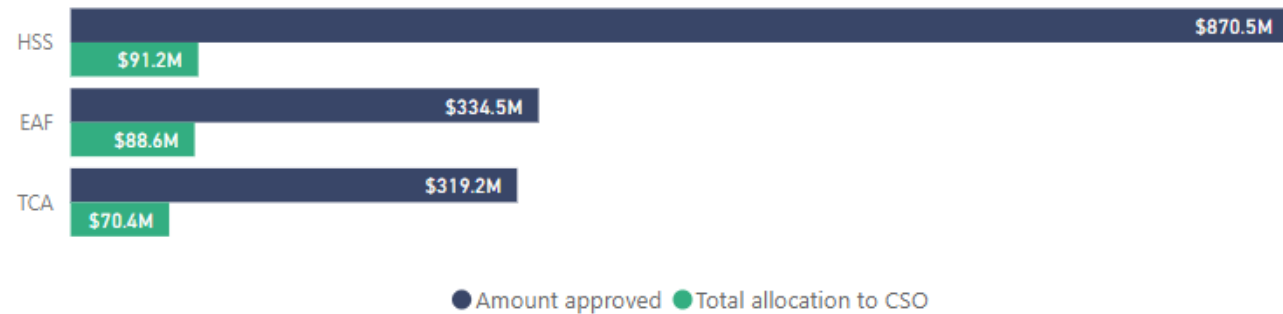 HSS
$870.5M
$91.2M
EAF
$334.5M
$88.6M
TCA
$319.2M
$70.4M
Amount approved Total allocation to CSO